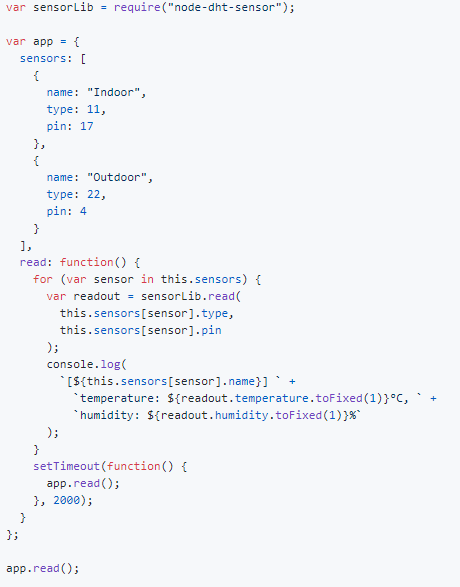 var sensorLib = require("node-dht-sensor");

var app = {
  sensors: [
    {
      name: "Indoor",
      type: 11,
      pin: 17
    },
    {
      name: "Outdoor",
      type: 22,
      pin: 4
    }
  ],
  read: function() {
    for (var sensor in this.sensors) {
      var readout = sensorLib.read(
        this.sensors[sensor].type,
        this.sensors[sensor].pin
      );
      console.log(
        `[${this.sensors[sensor].name}] ` +
          `temperature: ${readout.temperature.toFixed(1)}°C, ` +
          `humidity: ${readout.humidity.toFixed(1)}%`
      );
    }
    setTimeout(function() {
      app.read();
    }, 2000);
  }
};

app.read();